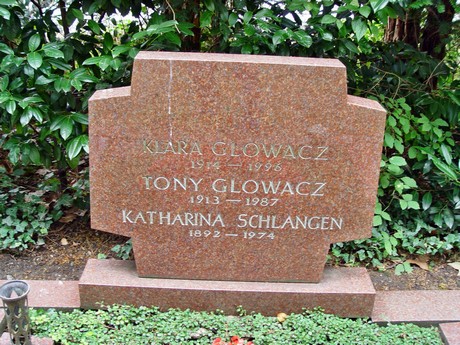 KLARA GLOWACZ
1914 — 1996
TONY GLOWACZ
1913 — 1987
KATHARINA SCHLANGEN
1892 — 1974